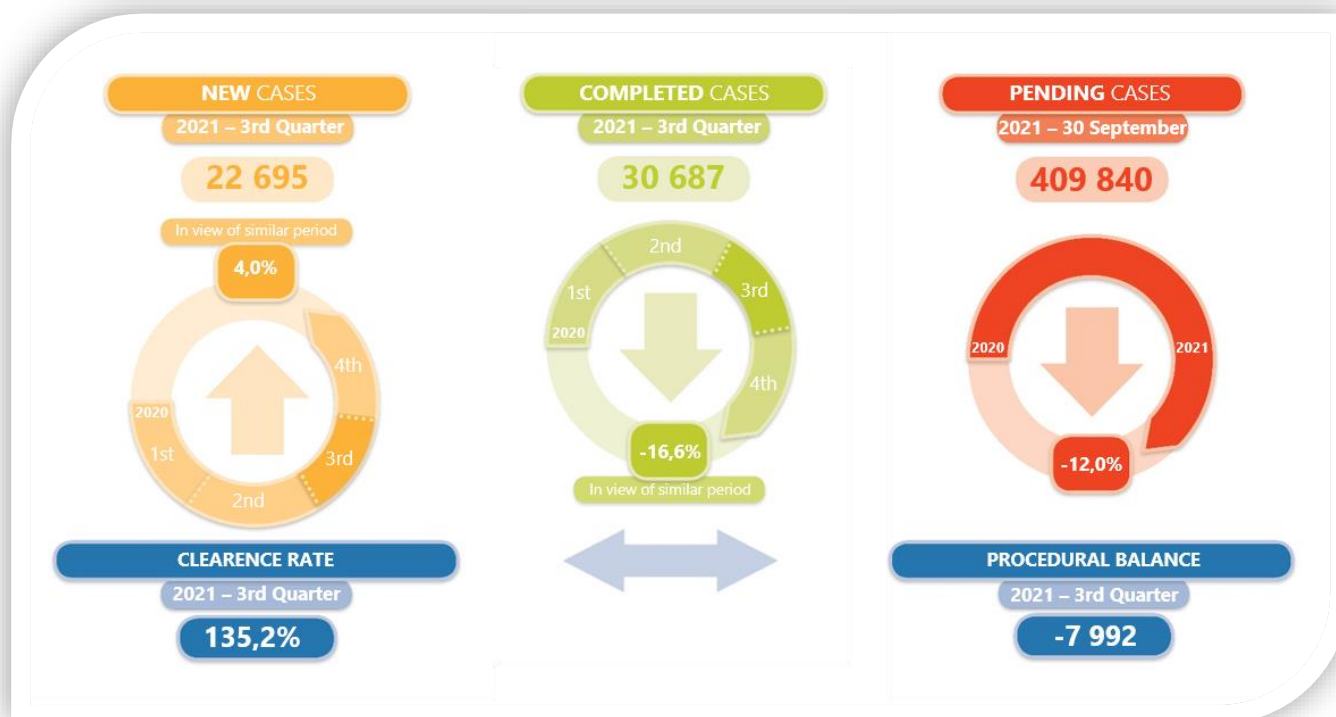 NEW CASES
2021 – 3rd Quarter
22 695
In view of similar period
4,0%
4th
2020
1st
3rd
2nd
COMPLETED CASES
2021 – 3rd Quarter
30 687
2nd
1st
3rd
2020
4th
-16,6%
In view of similar period
PENDING CASES
2021 – 30 September
409 840
2020
2021
-12,0%
CLEARENCE RATE
2021 – 3rd Quarter
135,2%
PROCEDURAL BALANCE
2021 – 3rd Quarter
-7 992